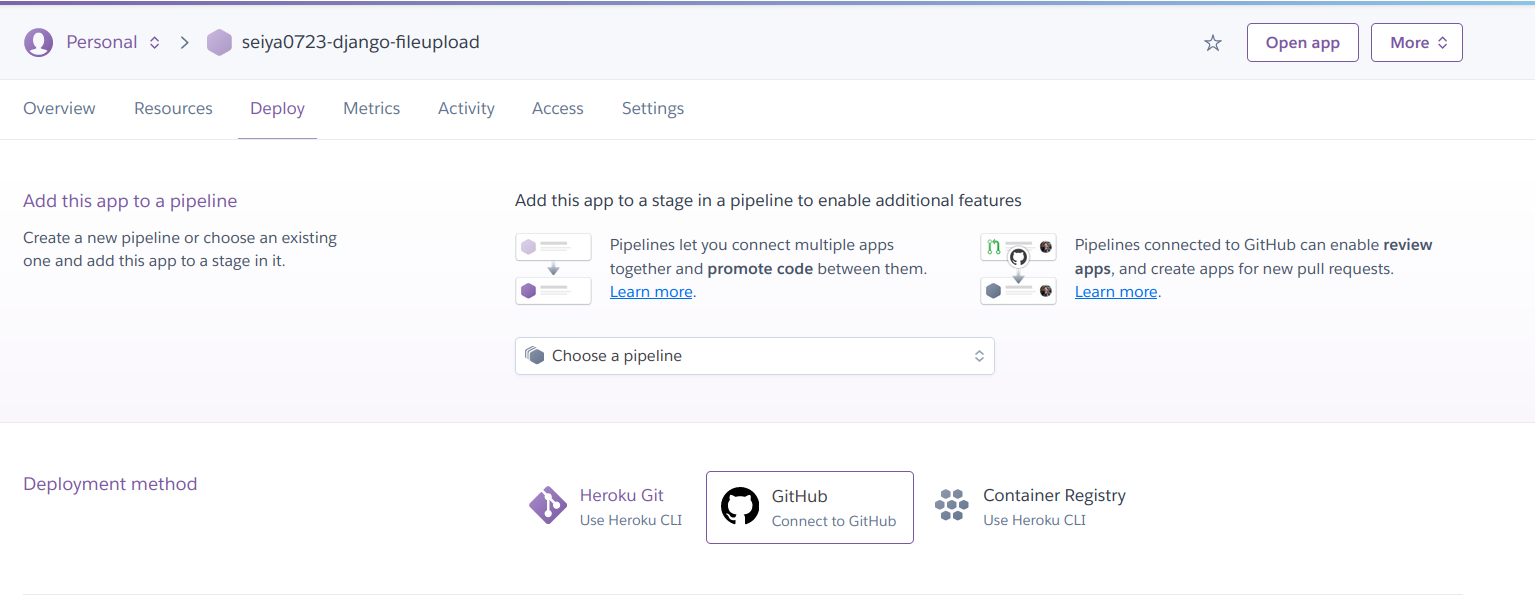 Personal seiya0723-django-fileupload Open app More
Overview Resources Deploy Metrics Activity Access Settings
Add this app to a pipeline
Create a new pipeline or choose an existing
one and add this app to a stage in it.
Add this app to a stage in a pipeline to enable additional features
Pipelines let you connect multiple apps
together and promote code between them.
Learn more.
Pipelines connected to GitHub can enable review
apps, and create apps for new pull requests.
Learn more.
Choose a pipeline
Deployment method
Heroku Git
Use Heroku CLI
GitHub
Connect to GitHub
Container Registry
Use Heroku CLI